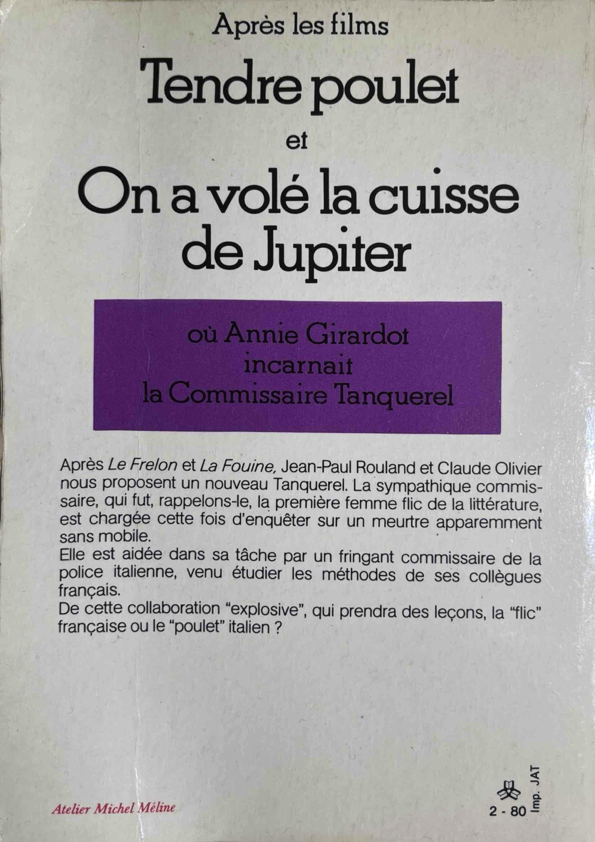 Après les films
Tendre poulet
et
On a volé la cuisse
de Jupiter
où Annie Girardot
incarnait
la Commissaire Tanquerel
Après Le Frelon et La Fouine, Jean-Paul Rouland et Claude Olivier
nous proposent un nouveau Tanquerel. La sympathique commis-
saire, qui fut, rappelons-le, la première femme flic de la littérature,
est chargée cette fois d'enquêter sur un meurtre apparemment
sans mobile.
Elle est aidée dans sa tâche par un fringant commissaire de la
police italienne, venu étudier les méthodes de ses collègues
français.
De cette collaboration "explosive", qui prendra des leçons, la "flic"
française ou le "poulet" italien ?
Atelier Michel Méline
2 - 80
Imp. JAT